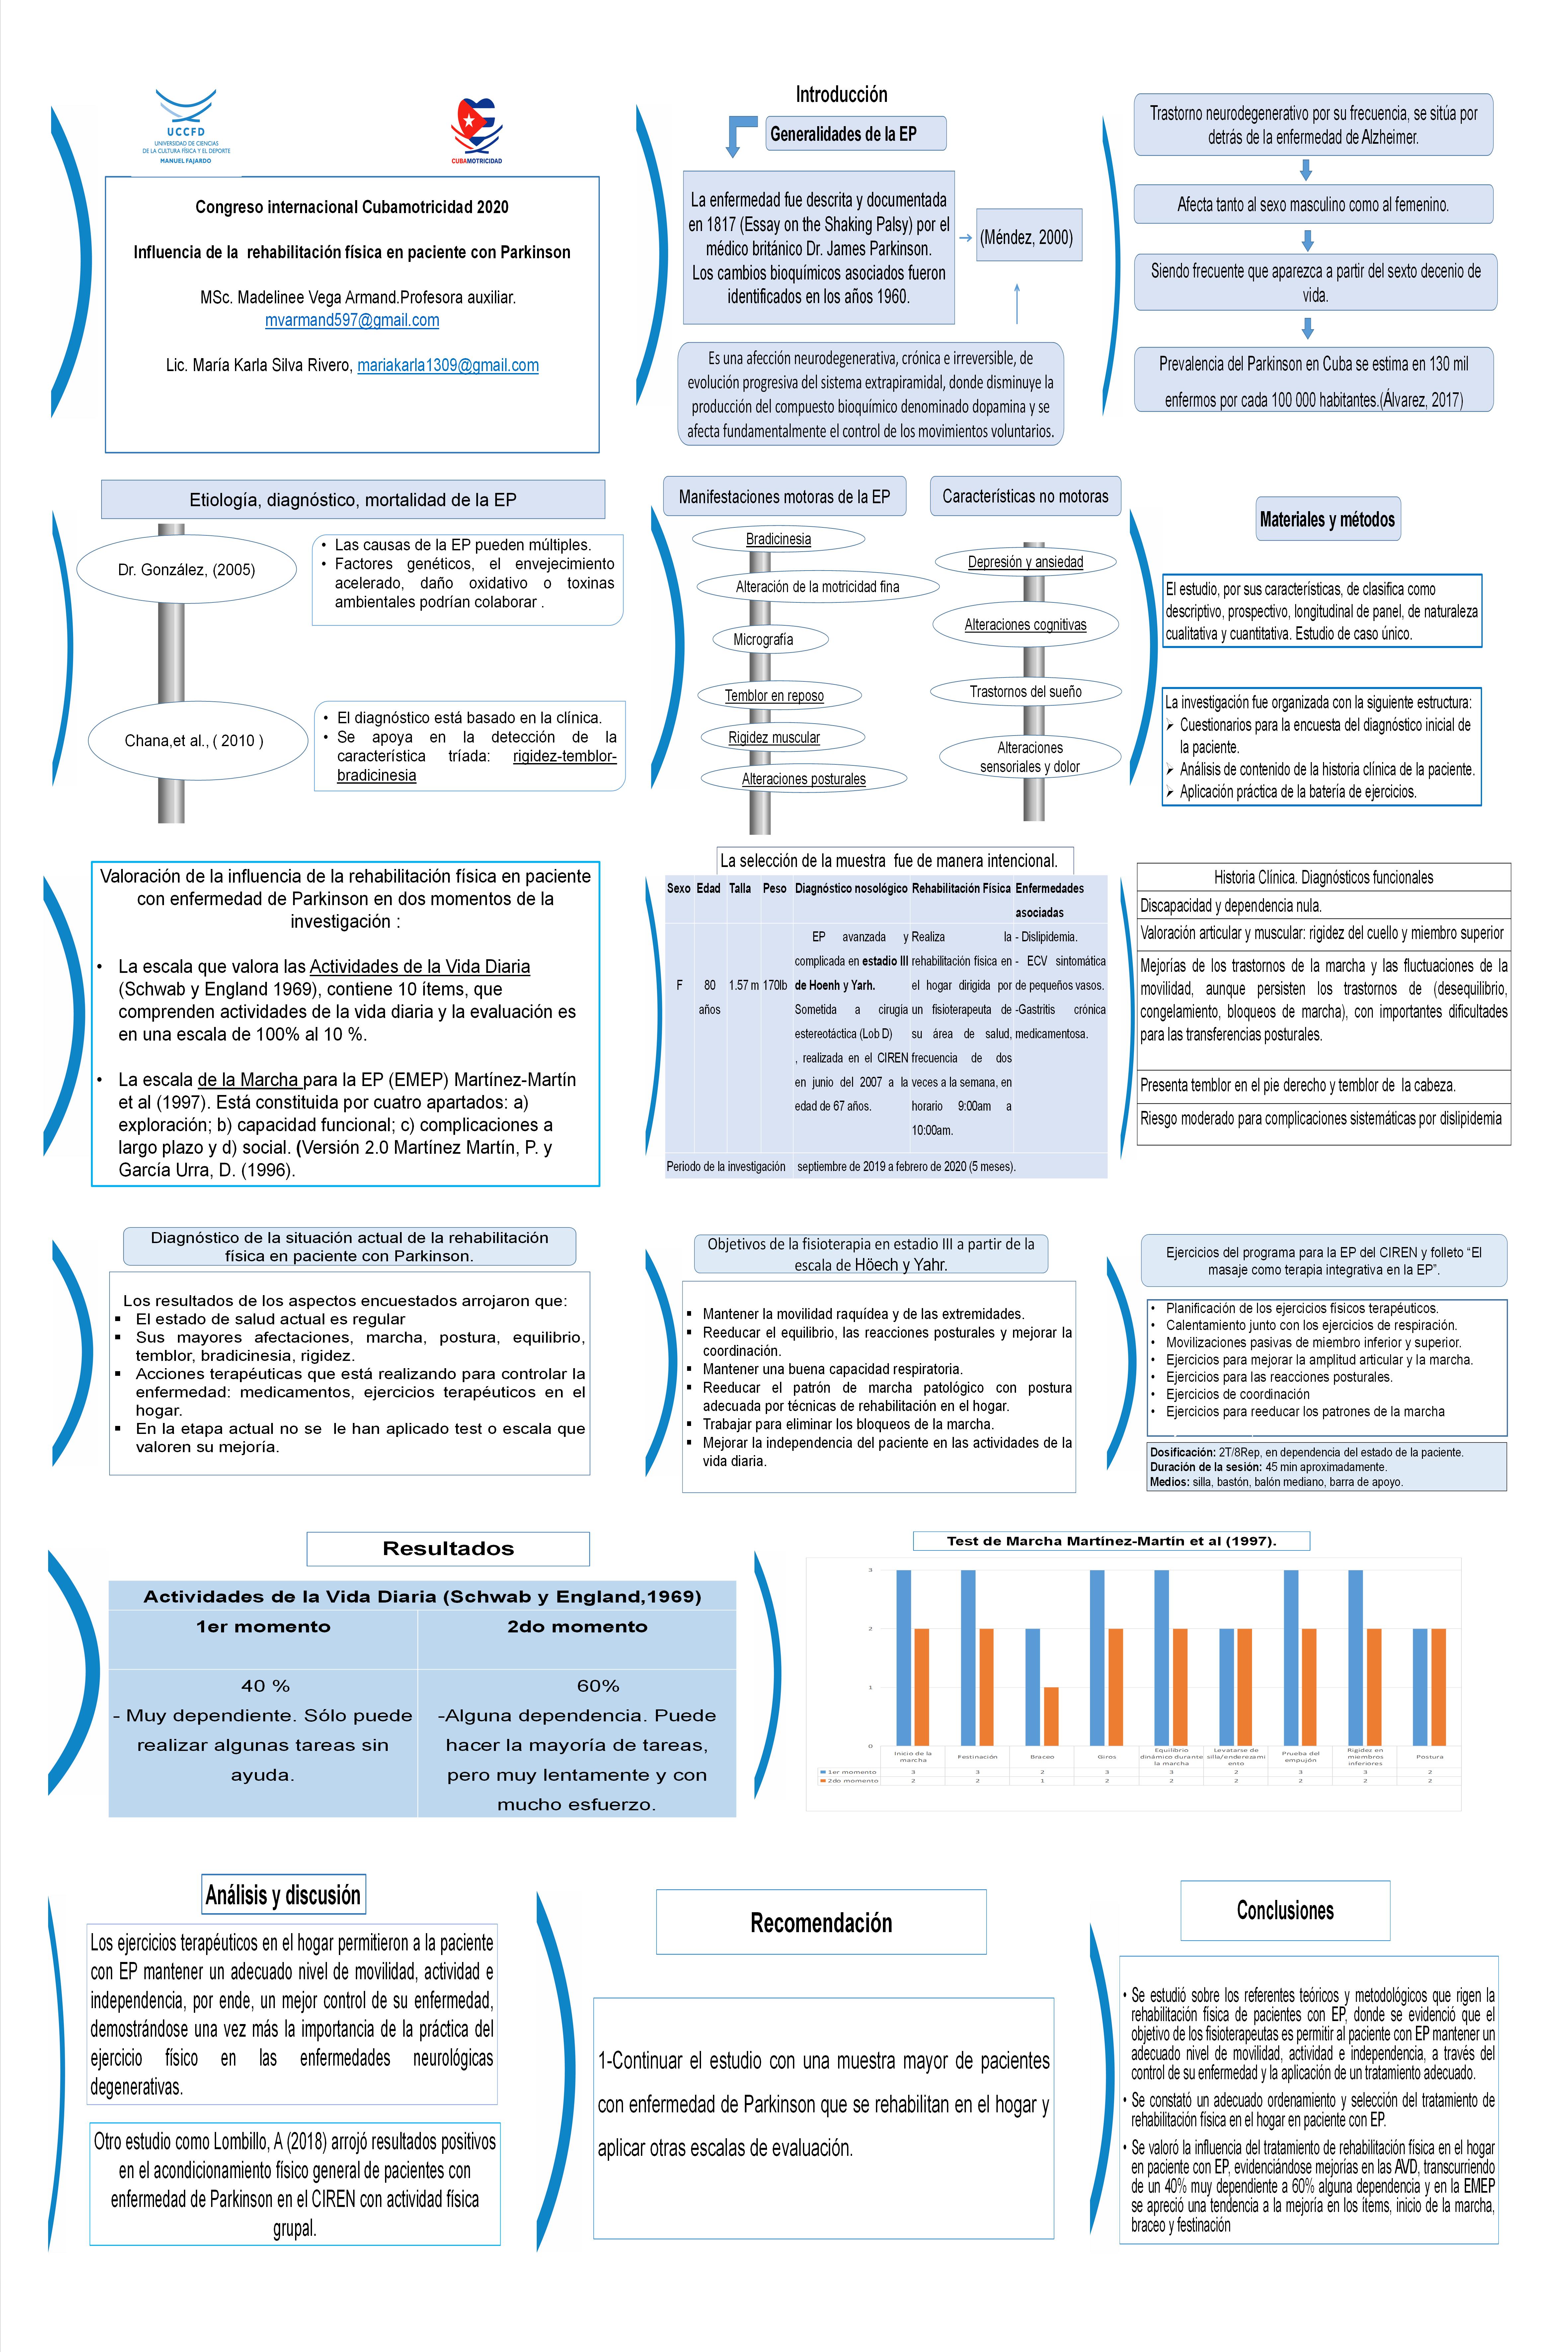 UCCFD
UNIVERSIDAD DE CIENCIAS
DE LA CULTURA FÍSICA Y EL DEPORTE
MANUEL FAJARDO
CUBAMOTRICIDAD
Congreso internacional Cubamotricidad 2020
Influencia de la rehabilitación física en paciente con Parkinson
MSc. Madelinee Vega Armand.Profesora auxiliar.
mvarmand597@gmail.com
Lic. María Karla Silva Rivero, mariakarla1309@gmail.com
Introducción
Generalidades de la EP
La enfermedad fue descrita y documentada
en 1817 (Essay on the Shaking Palsy) por el
médico británico Dr. James Parkinson.
Los cambios bioquímicos asociados fueron
identificados en los años 1960.
(Méndez, 2000)
Es una afección neurodegenerativa, crónica e irreversible, de
evolución progresiva del sistema extrapiramidal, donde disminuye la
producción del compuesto bioquímico denominado dopamina y se
afecta fundamentalmente el control de los movimientos voluntarios.
Trastorno neurodegenerativo por su frecuencia, se sitúa por
detrás de la enfermedad de Alzheimer.
Afecta tanto al sexo masculino como al femenino.
Siendo frecuente que aparezca a partir del sexto decenio de
vida.
Prevalencia del Parkinson en Cuba se estima en 130 mil
enfermos por cada 100 000 habitantes.(Álvarez, 2017)
Etiología, diagnóstico, mortalidad de la EP
Dr. González, (2005)
• Las causas de la EP pueden múltiples.
• Factores genéticos, el envejecimiento
acelerado, daño oxidativo o toxinas
ambientales podrían colaborar .
Chana,et al., ( 2010 )
• El diagnóstico está basado en la clínica.
• Se apoya en la detección de la
característica tríada: rigidez-temblor-
bradicinesia
Manifestaciones motoras de la EP
Bradicinesia
Alteración de la motricidad fina
Micrografía
Temblor en reposo
Rigidez muscular
Alteraciones posturales
Características no motoras
Depresión y ansiedad
Alteraciones cognitivas
Trastornos del sueño
Alteraciones
sensoriales y dolor
Materiales y métodos
El estudio, por sus características, de clasifica como
descriptivo, prospectivo, longitudinal de panel, de naturaleza
cualitativa y cuantitativa. Estudio de caso único.
La investigación fue organizada con la siguiente estructura:
➢ Cuestionarios para la encuesta del diagnóstico inicial de
la paciente.
➢ Análisis de contenido de la historia clínica de la paciente.
➢ Aplicación práctica de la batería de ejercicios.
Valoración de la influencia de la rehabilitación física en paciente
con enfermedad de Parkinson en dos momentos de la
investigación :
• La escala que valora las Actividades de la Vida Diaria
(Schwab y England 1969), contiene 10 ítems, que
comprenden actividades de la vida diaria y la evaluación es
en una escala de 100% al 10 %.
• La escala de la Marcha para la EP (EMEP) Martínez-Martín
et al (1997). Está constituida por cuatro apartados: a)
exploración; b) capacidad funcional; c) complicaciones a
largo plazo y d) social. (Versión 2.0 Martínez Martín, P. y
García Urra, D. (1996).
La selección de la muestra fue de manera intencional.
Sexo Edad Talla Peso Diagnóstico nosológico Rehabilitación Física Enfermedades
asociadas
EP avanzada y Realiza la - Dislipidemia.
complicada en estadio III rehabilitación física en - ECV sintomática
F 80 1.57 m 170lb de Hoenh y Yarh. el hogar dirigida por de pequeños vasos.
años Sometida a cirugía un fisioterapeuta de -Gastritis crónica
estereotáctica (Lob D) su área de salud, medicamentosa.
, realizada en el CIREN frecuencia de dos
en junio del 2007 a la veces a la semana, en
edad de 67 años. horario 9:00am a
10:00am.
Periodo de la investigación septiembre de 2019 a febrero de 2020 (5 meses).
Historia Clínica. Diagnósticos funcionales
Discapacidad y dependencia nula.
Valoración articular y muscular: rigidez del cuello y miembro superior
Mejorías de los trastornos de la marcha y las fluctuaciones de la
movilidad, aunque persisten los trastornos de (desequilibrio,
congelamiento, bloqueos de marcha), con importantes dificultades
para las transferencias posturales.
Presenta temblor en el pie derecho y temblor de la cabeza.
Riesgo moderado para complicaciones sistemáticas por dislipidemia
Diagnóstico de la situación actual de la rehabilitación
física en paciente con Parkinson.
Los resultados de los aspectos encuestados arrojaron que:
▪ El estado de salud actual es regular
▪ Sus mayores afectaciones, marcha, postura, equilibrio,
temblor, bradicinesia, rigidez.
▪ Acciones terapéuticas que está realizando para controlar la
enfermedad: medicamentos, ejercicios terapéuticos en el
hogar.
▪ En la etapa actual no se le han aplicado test o escala que
valoren su mejoría.
Objetivos de la fisioterapia en estadio III a partir de la
escala de Höech y Yahr.
▪ Mantener la movilidad raquídea y de las extremidades.
▪ Reeducar el equilibrio, las reacciones posturales y mejorar la
coordinación.
▪ Mantener una buena capacidad respiratoria.
▪ Reeducar el patrón de marcha patológico con postura
adecuada por técnicas de rehabilitación en el hogar.
▪ Trabajar para eliminar los bloqueos de la marcha.
▪ Mejorar la independencia del paciente en las actividades de la
vida diaria.
Ejercicios del programa para la EP del CIREN y folleto “El
masaje como terapia integrativa en la EP”.
• Planificación de los ejercicios físicos terapéuticos.
• Calentamiento junto con los ejercicios de respiración.
• Movilizaciones pasivas de miembro inferior y superior.
• Ejercicios para mejorar la amplitud articular y la marcha.
• Ejercicios para las reacciones posturales.
• Ejercicios de coordinación
• Ejercicios para reeducar los patrones de la marcha
Dosificación: 2T/8Rep, en dependencia del estado de la paciente.
Duración de la sesión: 45 min aproximadamente.
Medios: silla, bastón, balón mediano, barra de apoyo.
Resultados
Actividades de la Vida Diaria (Schwab y England,1969)
1er momento 2do momento
40 % 60%
- Muy dependiente. Sólo puede -Alguna dependencia. Puede
realizar algunas tareas sin hacer la mayoría de tareas,
ayuda. pero muy lentamente y con
mucho esfuerzo.
Test de Marcha Martínez-Martín et al (1997).
3
2
1
0
Inicio de la marcha Festinación Braceo Giros Equilibrio dinámico durante la marcha Levatarse de silla/enderezamiento Prueba del empujón Rigidec en miembros inferiores Postura
1er momento 3 3 2 3 3 2 3 3 2
2do momento 2 2 1 2 2 2 2 2 2
Análisis y discusión
Los ejercicios terapéuticos en el hogar permitieron a la paciente
con EP mantener un adecuado nivel de movilidad, actividad e
independencia, por ende, un mejor control de su enfermedad,
demostrándose una vez más la importancia de la práctica del
ejercicio físico en las enfermedades neurológicas
degenerativas.
Otro estudio como Lombillo, A (2018) arrojó resultados positivos
en el acondicionamiento físico general de pacientes con
enfermedad de Parkinson en el CIREN con actividad física
grupal.
Recomendación
1-Continuar el estudio con una muestra mayor de pacientes
con enfermedad de Parkinson que se rehabilitan en el hogar y
aplicar otras escalas de evaluación.
Conclusiones
• Se estudió sobre los referentes teóricos y metodológicos que rigen la
rehabilitación física de pacientes con EP, donde se evidenció que el
objetivo de los fisioterapeutas es permitir al paciente con EP mantener un
adecuado nivel de movilidad, actividad e independencia, a través del
control de su enfermedad y la aplicación de un tratamiento adecuado.
• Se constató un adecuado ordenamiento y selección del tratamiento de
rehabilitación física en el hogar en paciente con EP.
• Se valoró la influencia del tratamiento de rehabilitación física en el hogar
en paciente con EP, evidenciándose mejorías en las AVD, transcurriendo
de un 40% muy dependiente a 60% alguna dependencia y en la EMEP
se apreció una tendencia a la mejoría en los ítems, inicio de la marcha,
braceo y festinación